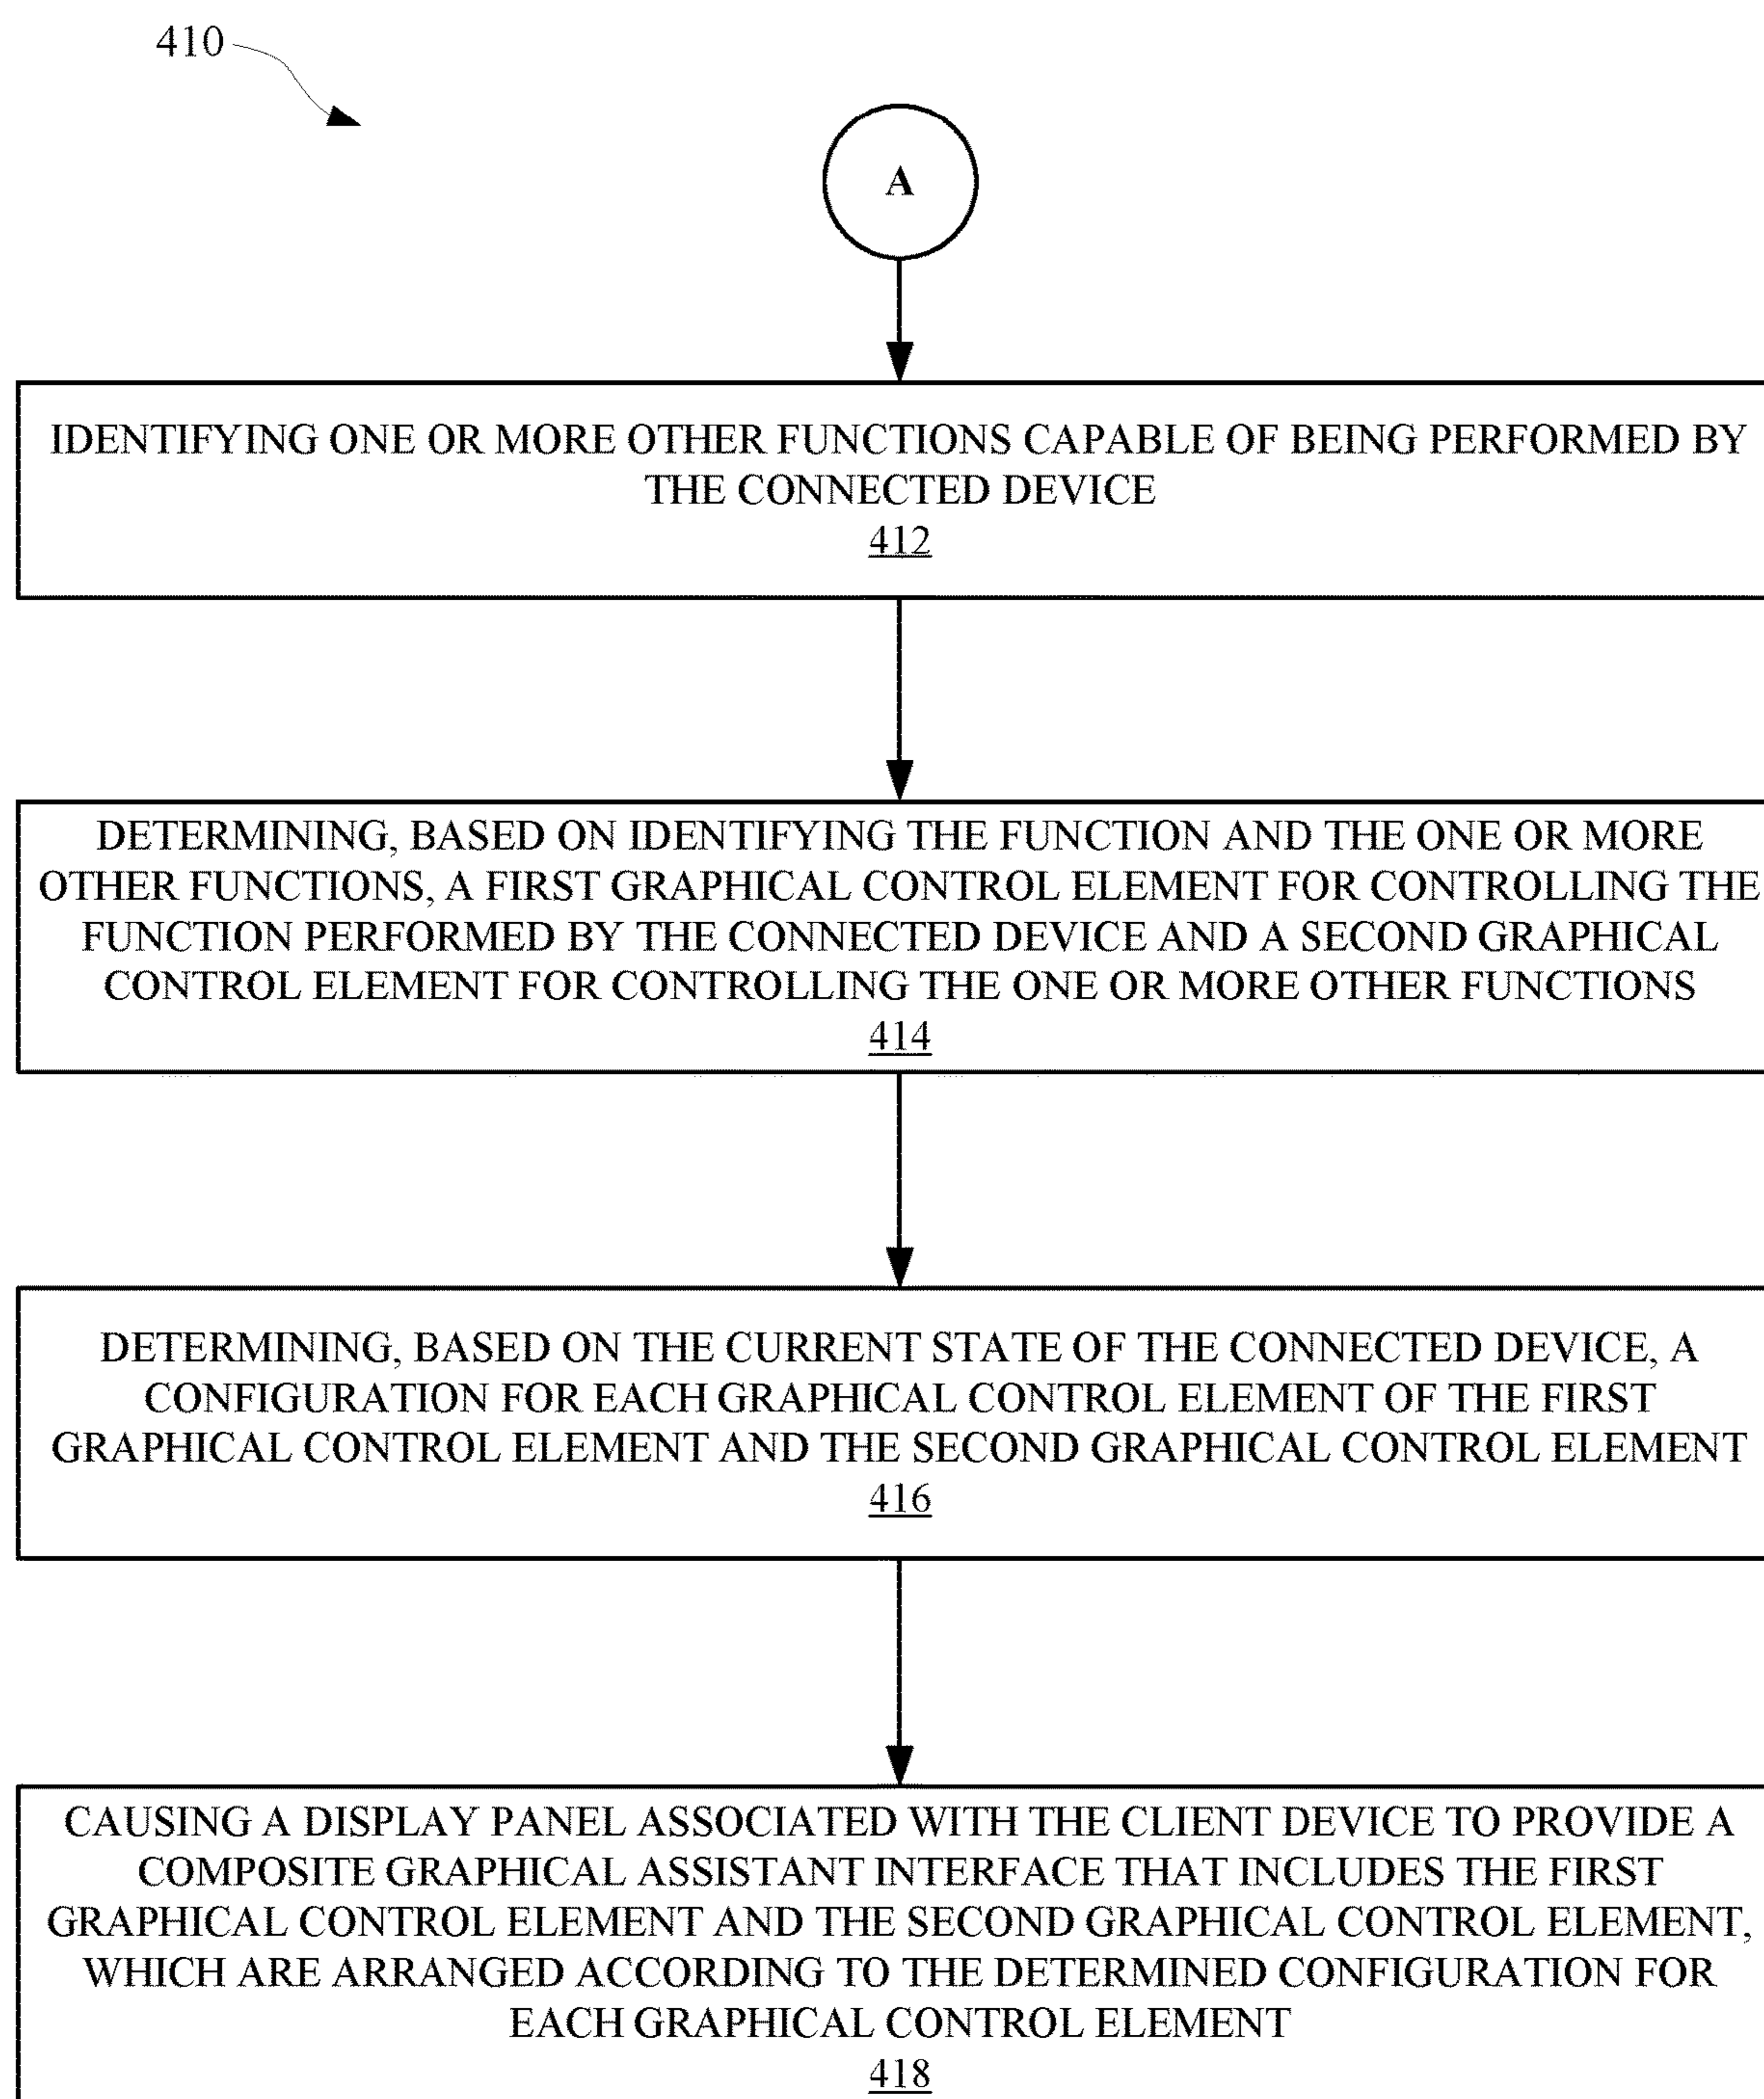 410
A
IDENTIFYING ONE OR MORE OTHER FUNCTIONS CAPABLE OF BEING PERFORMED BY
THE CONNECTED DEVICE
412
DETERMINING, BASED ON IDENTIFYING THE FUNCTION AND THE ONE OR MORE
OTHER FUNCTIONS, A FIRST GRAPHICAL CONTROL ELEMENT FOR CONTROLLING THE
FUNCTION PERFORMED BY THE CONNECTED DEVICE AND A SECOND GRAPHICAL
CONTROL ELEMENT FOR CONTROLLING THE ONE OR MORE OTHER FUNCTIONS
414
DETERMINING, BASED ON THE CURRENT STATE OF THE CONNECTED DEVICE, A
CONFIGURATION FOR EACH GRAPHICAL CONTROL ELEMENT OF THE FIRST
GRAPHICAL CONTROL ELEMENT AND THE SECOND GRAPHICAL CONTROL ELEMENT
416
CAUSING A DISPLAY PANEL ASSOCIATED WITH THE CLIENT DEVICE TO PROVIDE A
COMPOSITE GRAPHICAL ASSISTANT INTERFACE THAT INCLUDES THE FIRST
GRAPHICAL CONTROL ELEMENT AND THE SECOND GRAPHICAL CONTROL ELEMENT,
WHICH ARE ARRANGED ACCORDING TO THE DETERMINED CONFIGURATION FOR
EACH GRAPHICAL CONTROL ELEMENT
418